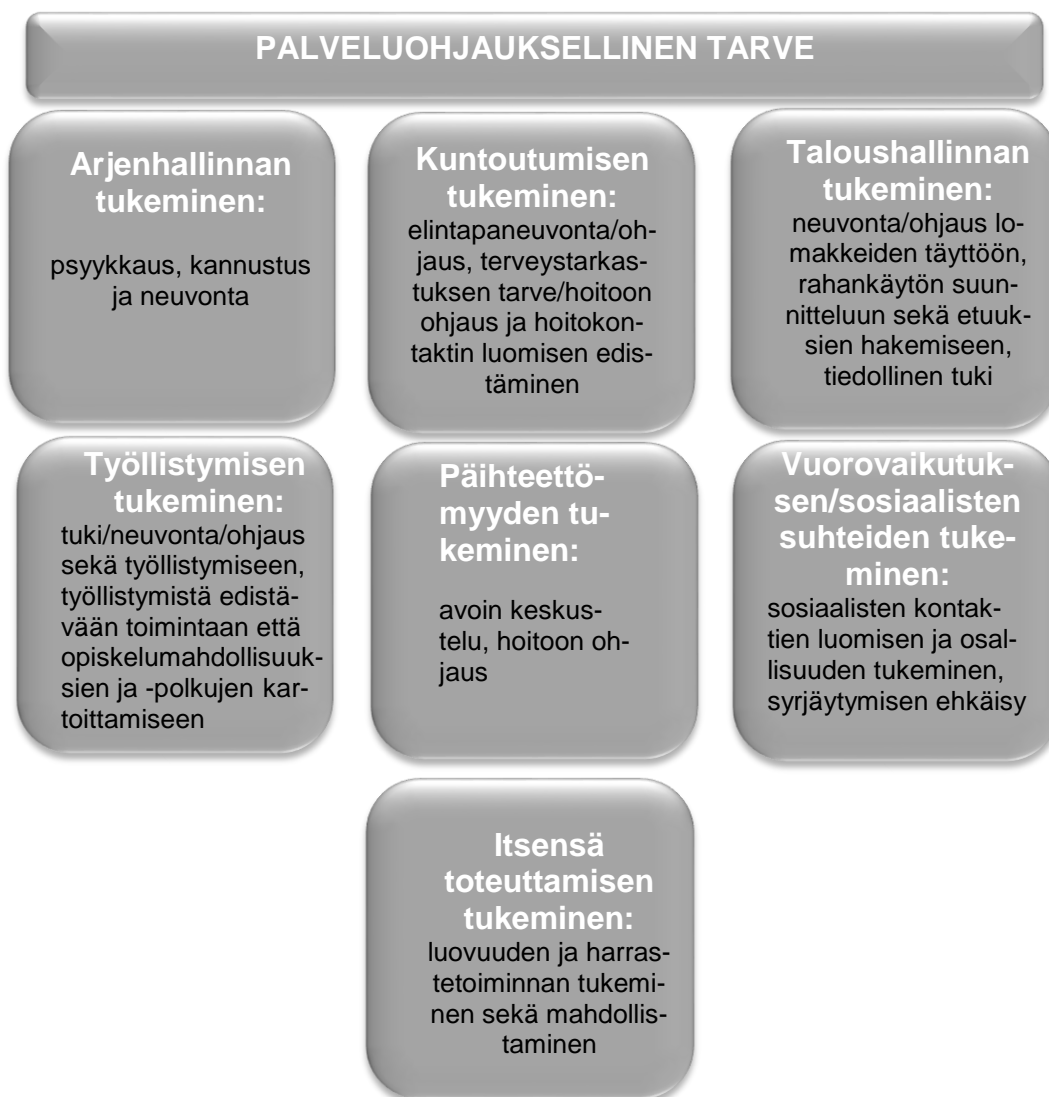 PALVELUOHJAUKSELLINEN TARVE
Arjenhallinnan
tukeminen:
psyykkaus, kannustus
ja neuvonta
Kuntoutumisen
tukeminen:
elintapaneuvonta/oh-
jaus, terveystarkas-
tuksen tarve/hoitoon
ohjaus ja hoitokon-
taktin luomisen edis-
täminen
Taloushallinnan
tukeminen:
neuvonta/ohjaus lo-
makkeiden täyttöön,
rahankäytön suun-
nitteluun sekä etuuk-
sien hakemiseen,
tiedollinen tuki
Työllistymisen
tukeminen:
tuki/neuvonta/ohjaus
sekä työllistymiseen,
työllistymistä edistä-
vään toimintaan että
opiskelumahdollisuuk-
sien ja -polkujen kar-
toittamiseen
Päihteettö-
myyden tu-
keminen:
avoin keskus-
telu, hoitoon oh-
jaus
Vuorovaikutuk-
sen/sosiaalisten
suhteiden tuke-
minen:
sosiaalisten kontak-
tien luomisen ja osal-
lisuuden tukeminen,
syrjäytymisen ehkäisy
Itsensä
toteuttamisen
tukeminen:
luovuuden ja harras-
tetoiminnan tukemi-
nen sekä mahdollis-
taminen